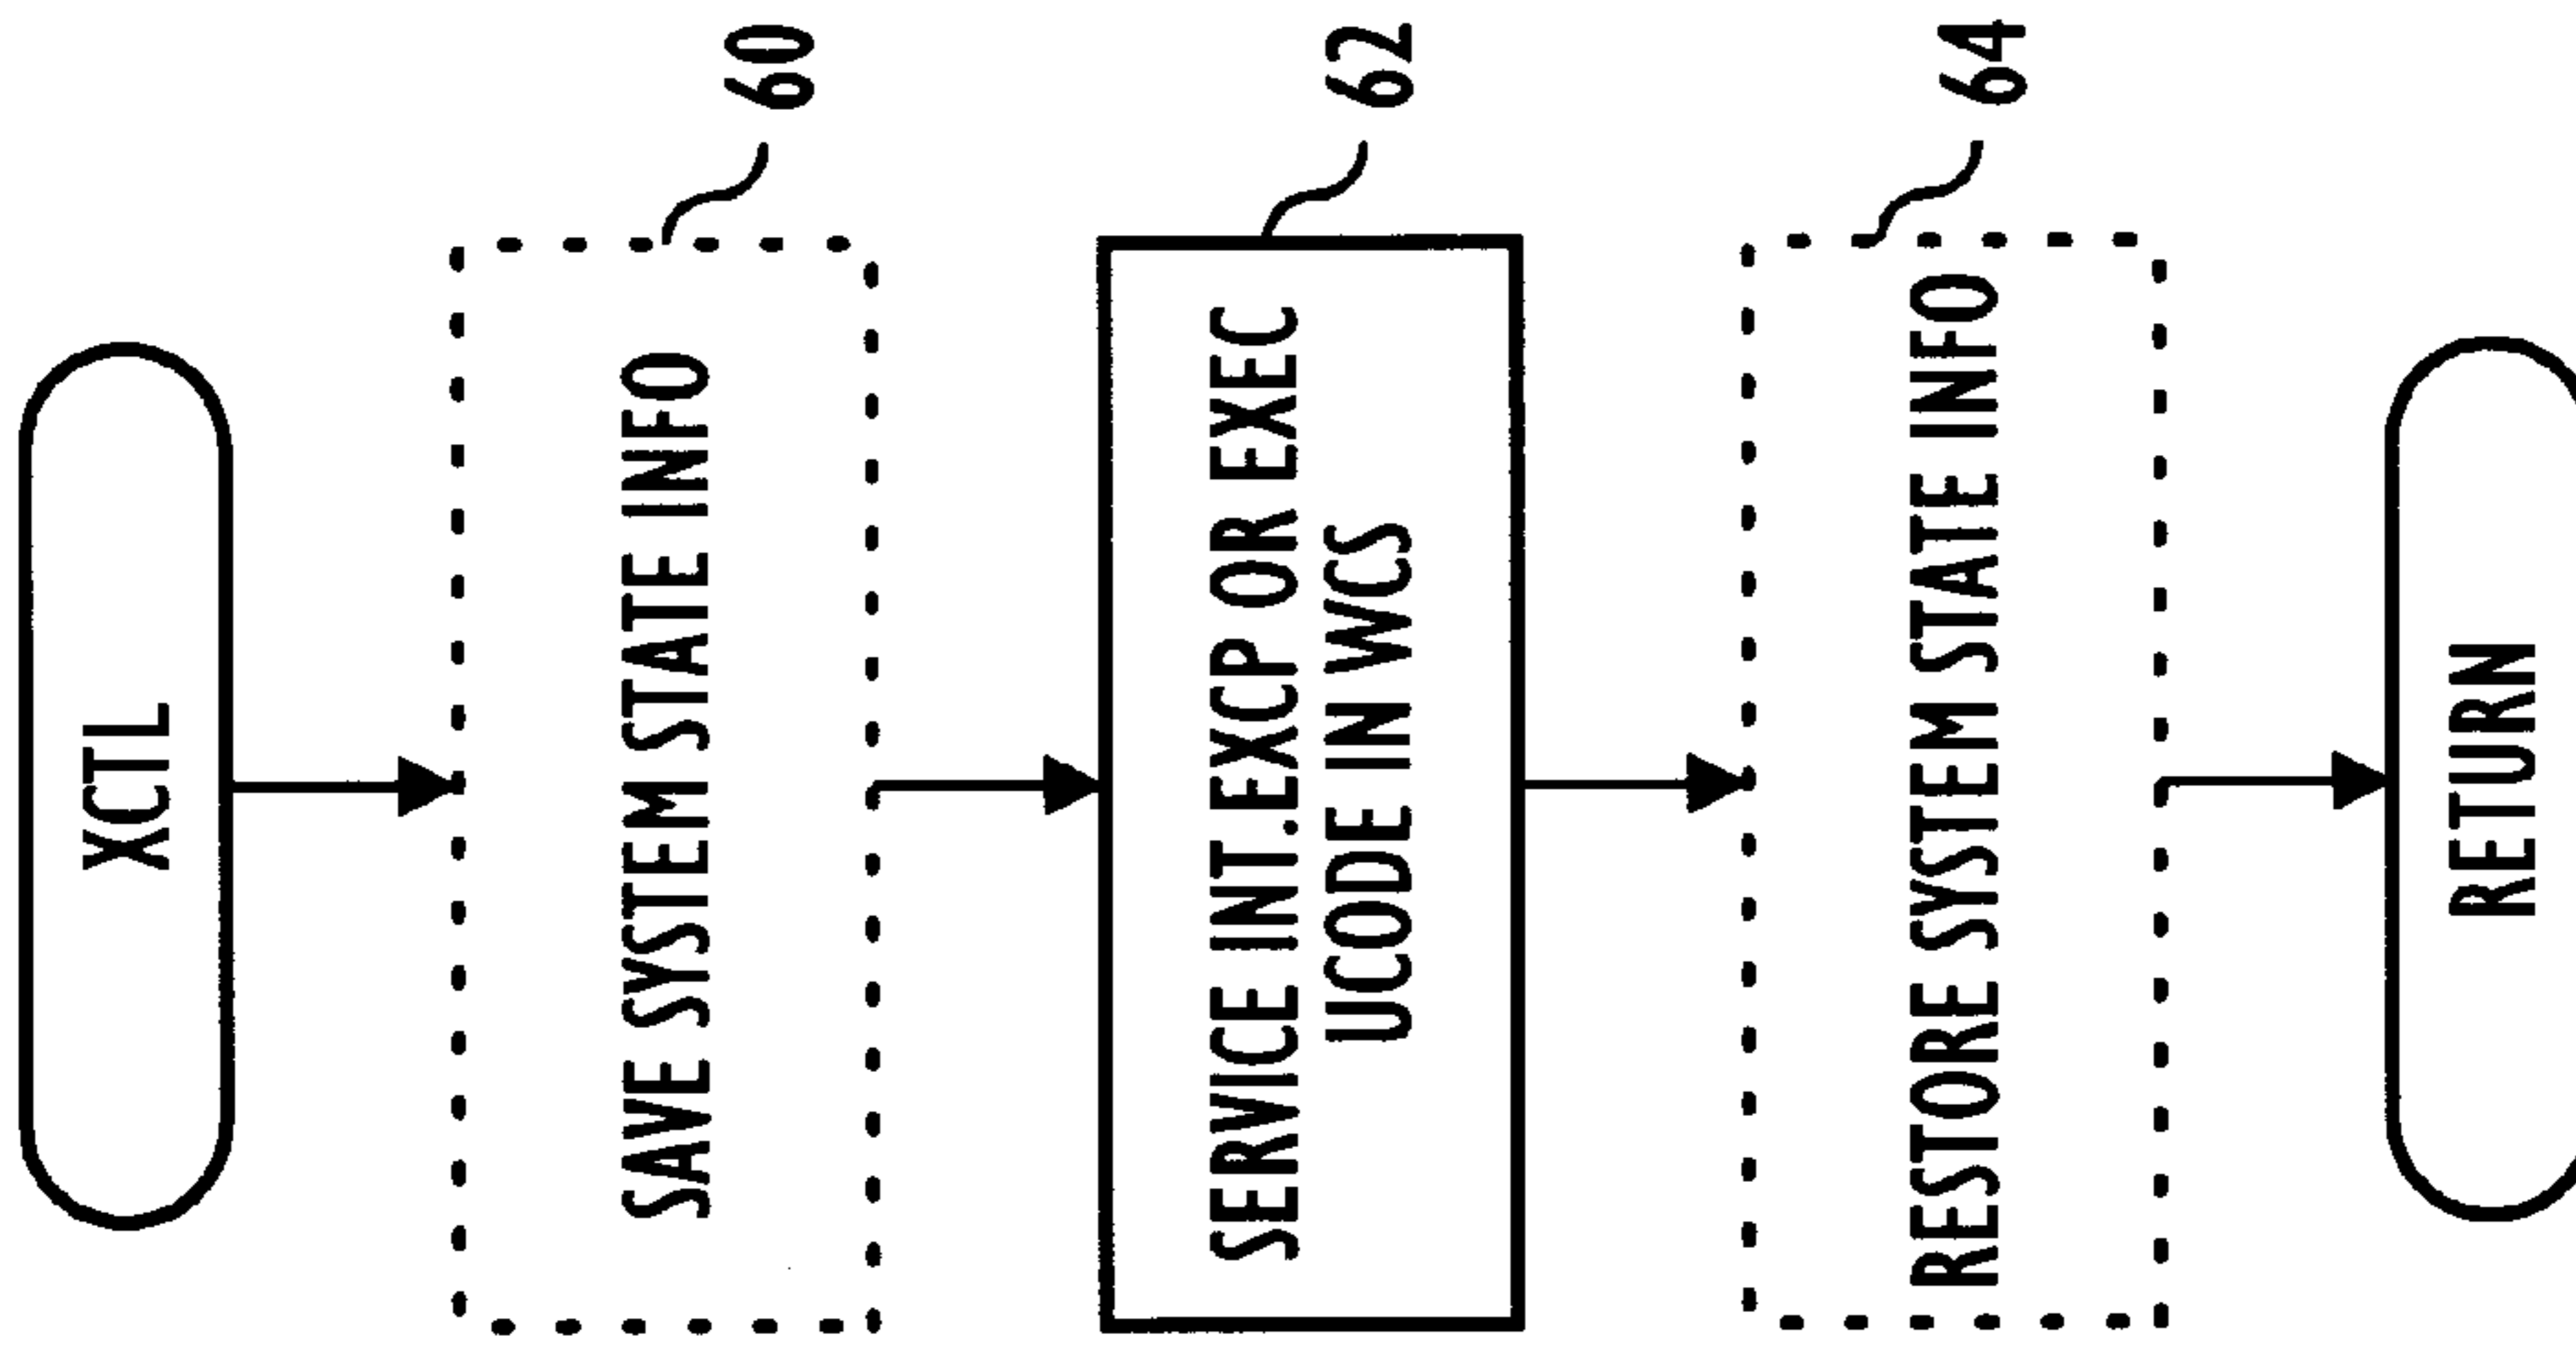 XCTL
SAVE SYSTEM STATE INFO
60
SERVICE INT.EXCP OR EXEC
UCODE IN WCS
62
RESTORE SYSTEM STATE INFO
64
RETURN